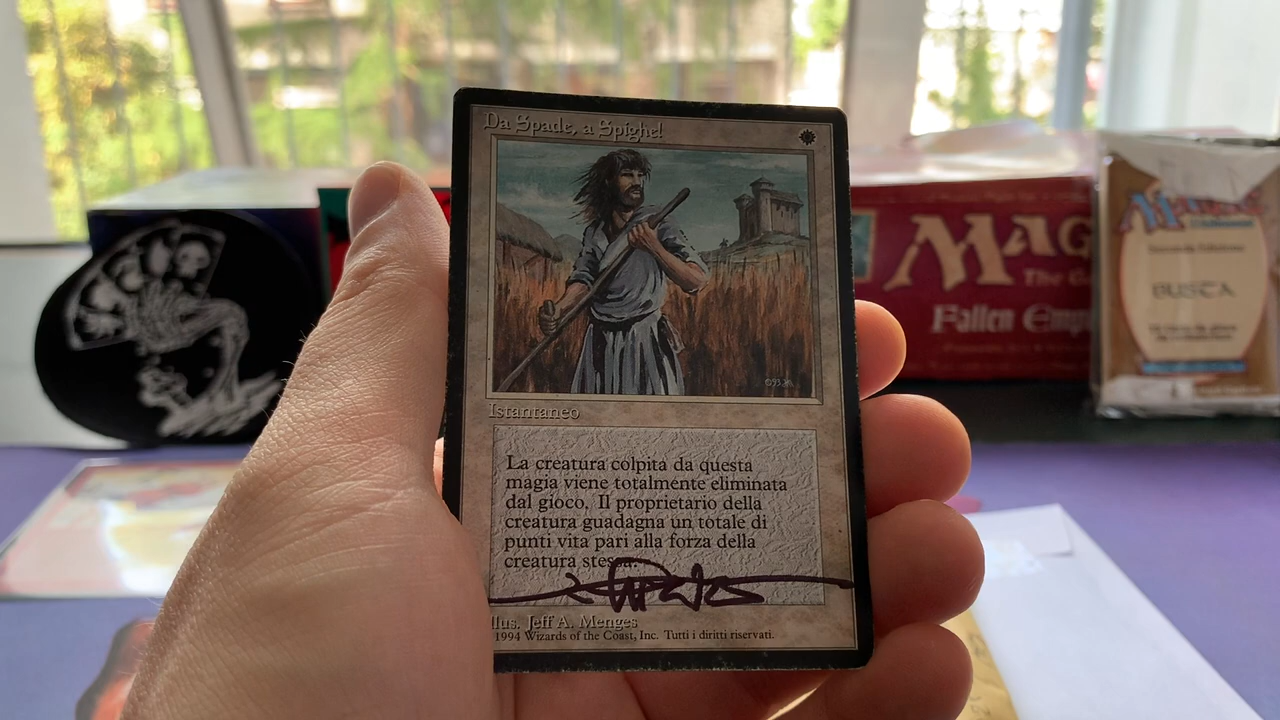 Da Spade, a Spighe!
Istantaneo
La creatura colpita da questa
magia viene totalmente eliminata
dal gioco. Il proprietario della
creatura guadagna un totale di
punti vita pari alla forza della
creatura stessa.
llus. Jeff A. Menges
1994 Wizards of the Coast, Inc. Tutti i diritti riservati.
MAG
The Ga
Fallen Emp
BUSTA